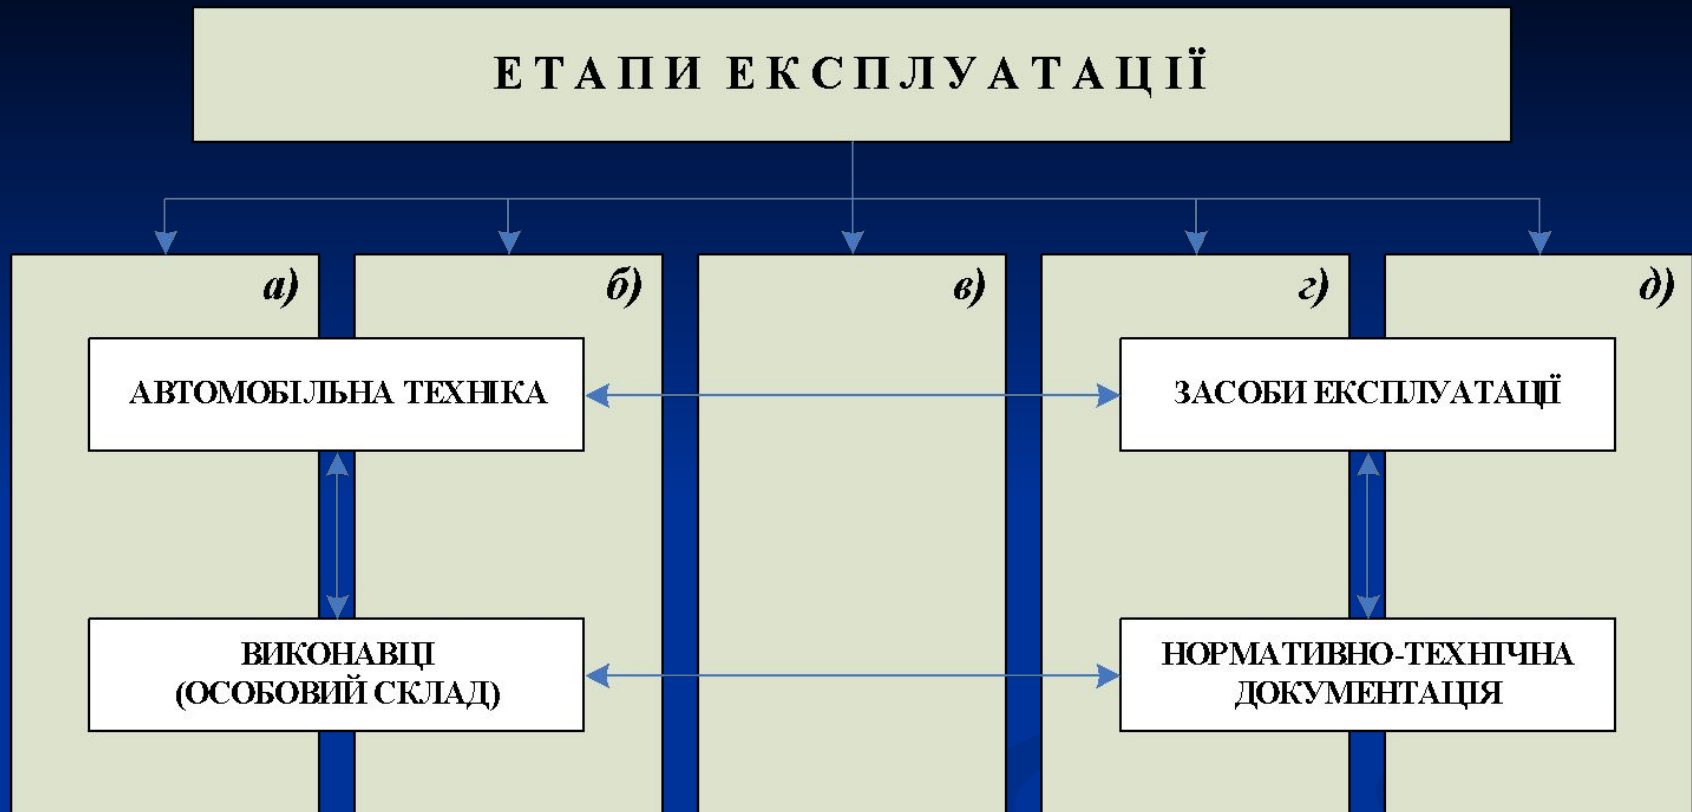 ЕТАПИ ЕКСПЛУАТАЦІЇ
а)
б)
в)
г)
д)
АВТОМОБІЛЬНА ТЕХНІКА
ЗАСОБИ ЕКСПЛУАТАЦІЇ
ВИКОНАВЦІ
(ОСОБОВИЙ СКЛАД)
НОРМАТИВНО-ТЕХНІЧНА
ДОКУМЕНТАЦІЯ